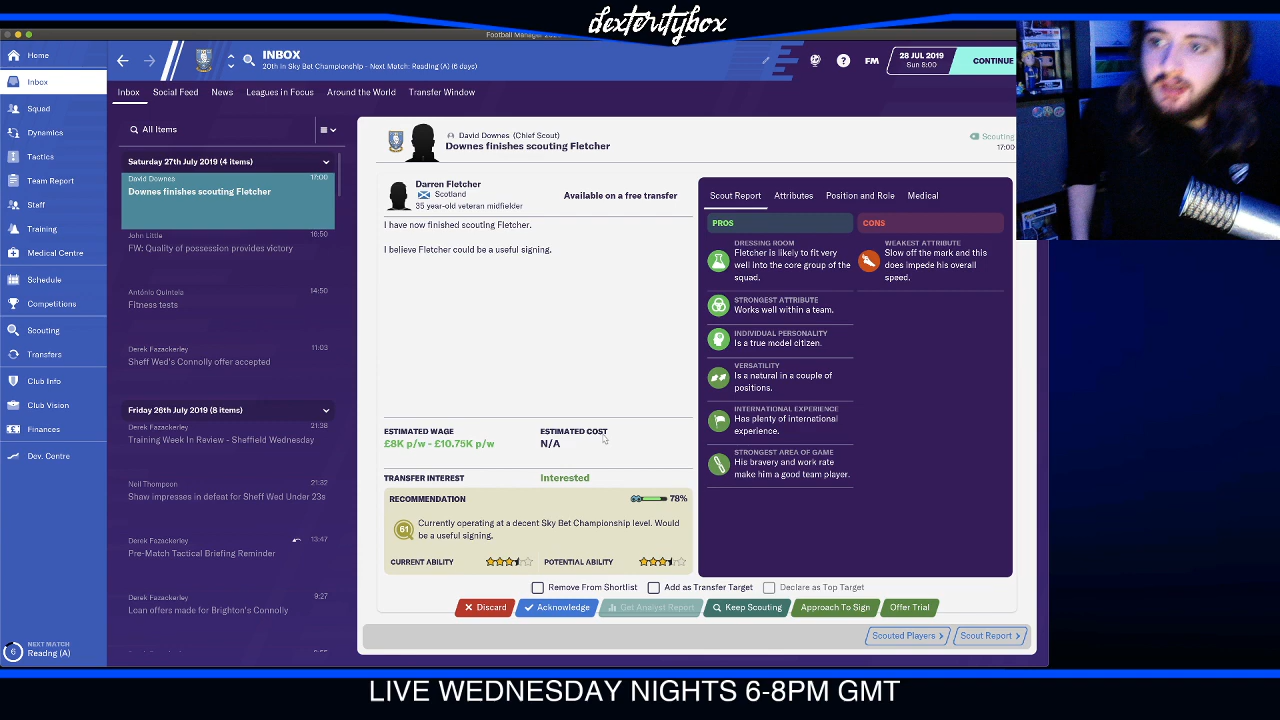 dexteritybox
Football Manager 20
Home
Inbox
Squad
Dynamics
Tactics
Team Report
Staff
Training
Medical Centre
Schedule
Competitions
Scouting
Transfers
Club Info
Club Vision
Finances
Dev. Centre
6
NEXT MATCH
Reading (A)
INBOX
20th in Sky Bet Championship - Next Match: Reading (A) (6 days)
?
FM
28 JUL 2019
Sun 8:00
CONTINUE
Inbox
Social Feed
News
Leagues in Focus
Around the World
Transfer Window
All Items
Saturday 27th July 2019 (4 items)
David Downes
17:00
Downes finishes scouting Fletcher
John Little
16:50
FW: Quality of possession provides victory
António Quintela
14:50
Fitness tests
Derek Fazackerley
11:03
Sheff Wed's Connolly offer accepted
Friday 26th July 2019 (8 items)
Derek Fazackerley
21:38
Training Week In Review - Sheffield Wednesday
Neil Thompson
21:32
Shaw impresses in defeat for Sheff Wed Under 23s
Derek Fazackerley
13:47
Pre-Match Tactical Briefing Reminder
Derek Fazackerley
9:27
Loan offers made for Brighton's Connolly
David Downes (Chief Scout)
Downes finishes scouting Fletcher
Scouting
17:00
Darren Fletcher
Scotland
35 year-old veteran midfielder
Available on a free transfer
I have now finished scouting Fletcher.
I believe Fletcher could be a useful signing.
ESTIMATED WAGE
£8K p/w - £10.75K p/w
ESTIMATED COST
N/A
TRANSFER INTEREST
Interested
RECOMMENDATION
78%
61
Currently operating at a decent Sky Bet Championship level. Would
be a useful signing.
CURRENT ABILITY
POTENTIAL ABILITY
Scout Report
Attributes
Position and Role
Medical
PROS
DRESSING ROOM
Fletcher is likely to fit very
well into the core group of the
squad.
STRONGEST ATTRIBUTE
Works well within a team.
INDIVIDUAL PERSONALITY
Is a true model citizen.
VERSATILITY
Is a natural in a couple of
positions.
INTERNATIONAL EXPERIENCE
Has plenty of international
experience.
STRONGEST AREA OF GAME
His bravery and work rate
make him a good team player.
CONS
WEAKEST ATTRIBUTE
Slow off the mark and this
does impede his overall
speed.
Remove From Shortlist
Add as Transfer Target
Declare as Top Target
Discard
Acknowledge
Get Analyst Report
Keep Scouting
Approach To Sign
Offer Trial
Scouted Players
Scout Report
LIVE WEDNESDAY NIGHTS 6-8PM GMT